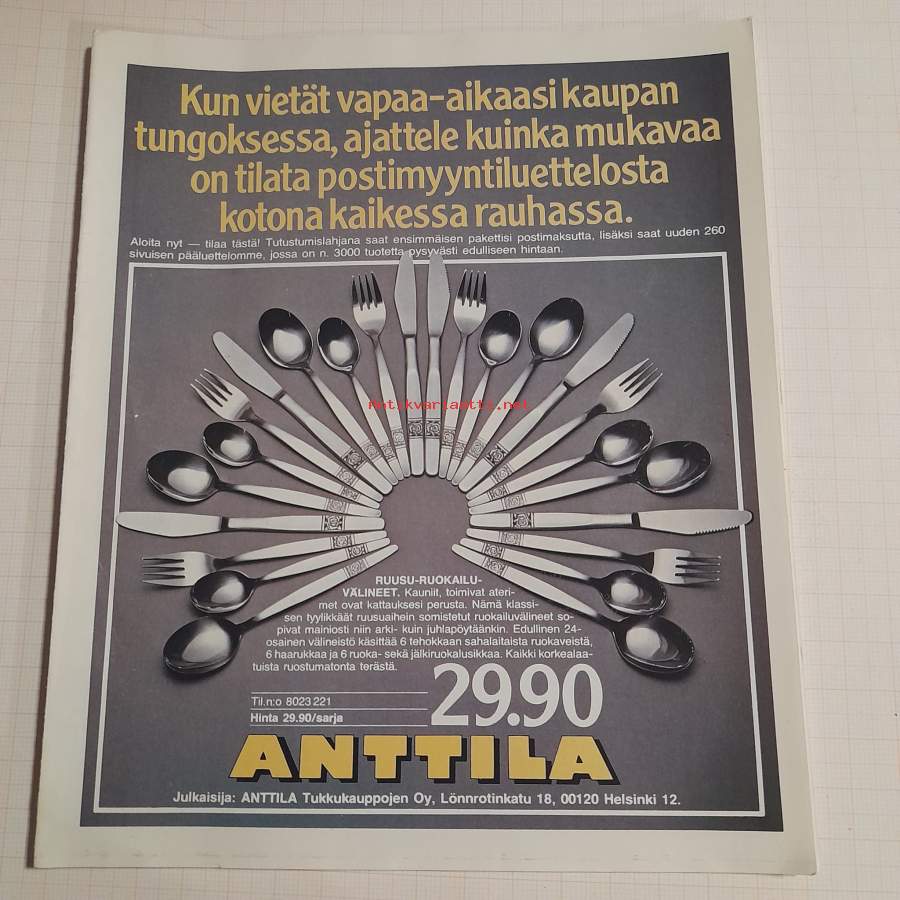 Kun vietät vapaa-aikaasi kaupan
tungoksessa, ajattele kuinka mukavaa
on tilata postimyyntiluettelosta
kotona kaikessa rauhassa.
Aloita nyt — tilaa tästä! Tutustumislahjana saat ensimmäisen pakettisi postimaksutta, lisäksi saat uuden 260
sivuisen pääluettelomme, jossa on n. 3000 tuotetta pysyvästi edulliseen hintaan.
Antikvariaatti.net
RUUSU-RUOKAILU-
VÄLINEET. Kauniit, toimivat ateri-
met ovat kattauksesi perusta. Nämä klassi-
sen tyylikkäät ruusuaihein somistetut ruokailuvälineet so-
pivat mainiosti niin arki- kuin juhlapöytäänkin. Edullinen 24-
osainen välineistö käsittää 6 tehokkaan sahalaitaista ruokaveistä,
6 haarukkaa ja 6 ruoka- sekä jälkiruokalusikkaa. Kaikki korkealaa-
tuista ruostumatonta terästä.
Til.n:o 8023221
Hinta 29.90/sarja
29.90
ANTTILA
Julkaisija: ANTTILA Tukkukauppojen Oy, Lönnrotinkatu 18, 00120 Helsinki 12.